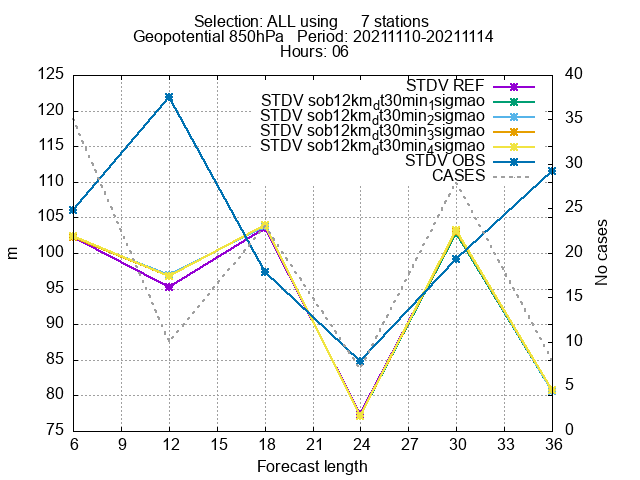 Selection: ALL using 7 stations
Geopotential 850hPa Period: 20211110-20211114
Hours: 06
STDV REF
STDV sob12km_dt30min_1sigmao
STDV sob12km_dt30min_2sigmao
STDV sob12km_dt30min_3sigmao
STDV sob12km_dt30min_4sigmao
STDV OBS
CASES
125
120
115
110
105
100
95
90
85
80
75
m
40
35
30
25
20
15
10
5
0
No cases
6 9 12 15 18 21 24 27 30 33 36
Forecast length